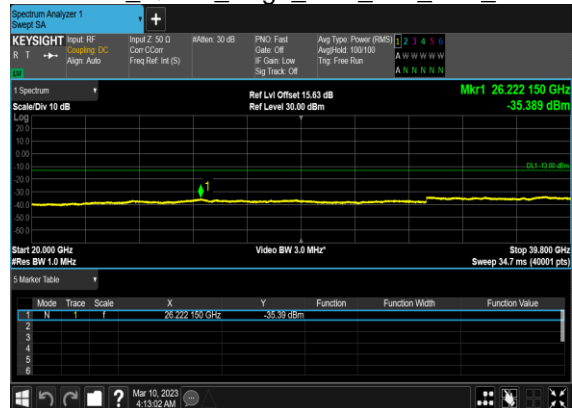 Spectrum Analyzer 1
Swept SA
+
KEYSIGHT Input: RF Input Z: 50 Ω #Atten: 30 dB PNO: Fast Avg Type: Power (RMS) 1 2 3 4 5 6
R T Coupling: DC Corr CCorr Gate: Off Avg|Hold: 100/100 A W W W W W
Align: Auto Freq Ref: Int (S) IF Gain: Low Trig: Free Run A N N N N N
Sig Track: Off
1 Spectrum Ref Lvl Offset 15.63 dB Mkr1 26.222 150 GHz
Scale/Div 10 dB Ref Level 30.00 dBm -35.389 dBm
Log
20.0
10.0
0.00
-10.0 DL1 -13.00 dBm
-20.0
-30.0 1
-40.0
-50.0
-60.0
Start 20.000 GHz Video BW 3.0 MHz* Stop 39.800 GHz
#Res BW 1.0 MHz Sweep 34.7 ms (40001 pts)
5 Marker Table
Mode Trace Scale X Y Function Function Width Function Value
1 N 1 f 26.222 150 GHz -35.39 dBm
2
3
4
5
6
? Mar 10, 2023
4:13:02 AM